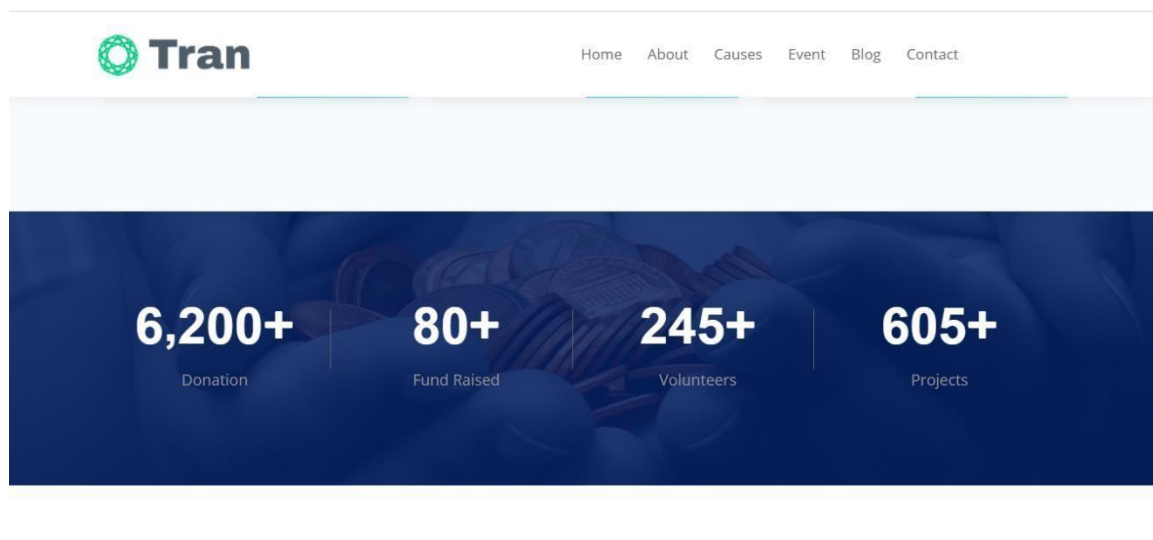 Tran
Home About Causes Event Blog Contact
6,200+ 80+ 245+ 605+
Donation Fund Raised Volunteers Projects